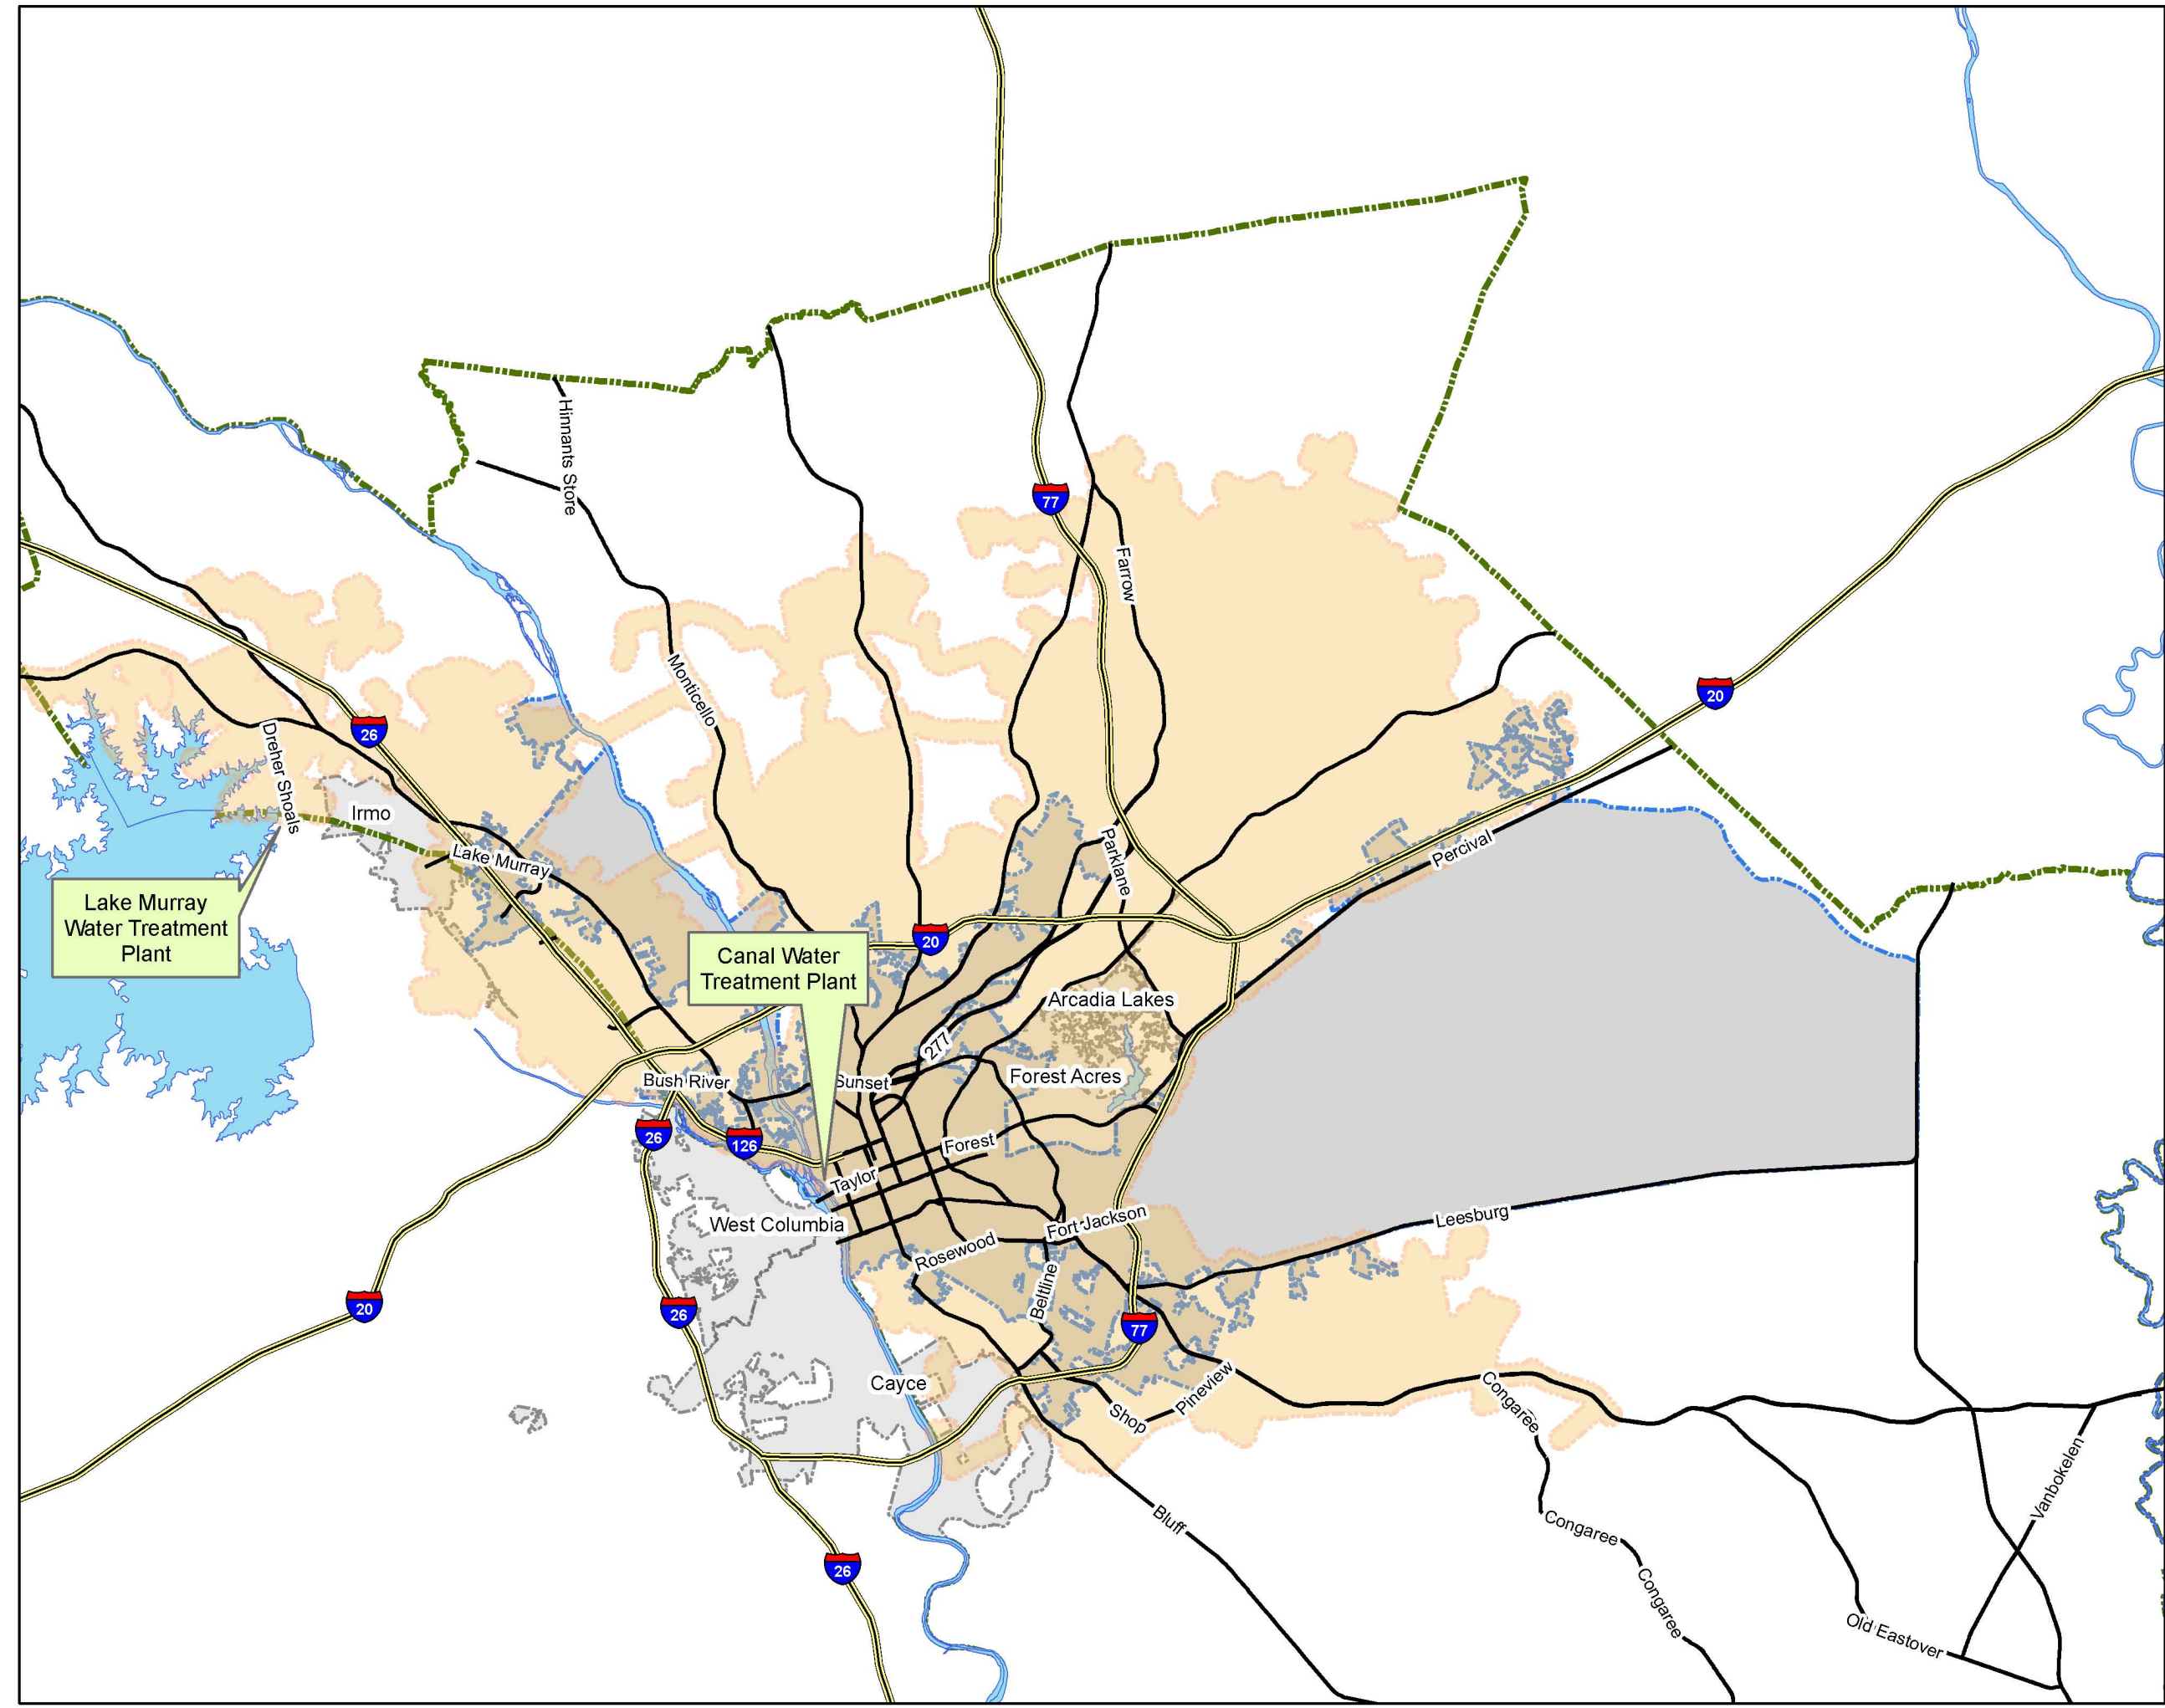 Hinnants Store
77
Farrow
Monticello
20
26
Dreher Shoals
Irmo
Lake Murray
Parklane
Percival
Lake Murray
Water Treatment
Plant
20
Canal Water
Treatment Plant
Arcadia Lakes
277
Bush River
Sunset
Forest Acres
26
126
Forest
Taylor
West Columbia
Fort Jackson
Leesburg
Rosewood
Beltline
20
26
77
Cayce
Pineview
Shop
Congaree
Vanbokelen
Bluff
Congaree
26
Congaree
Old Eastover